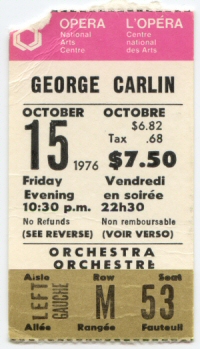 OPERA L'OPÉRA
National Centre
Arts nationale
Centre des Arts
GEORGE CARLIN
OCTOBER OCTOBRE
15 1976
$6.82
Tax .68
$7.50
Friday Vendredi
Evening en soirée
10:30 p.m. 22h30
No Refunds Non remboursable
(SEE REVERSE) (VOIR VERSO)
ORCHESTRA
ORCHESTRE
Aisle Row Seat
LEFT GAUCHE M 53
Allée Rangée Fauteuil